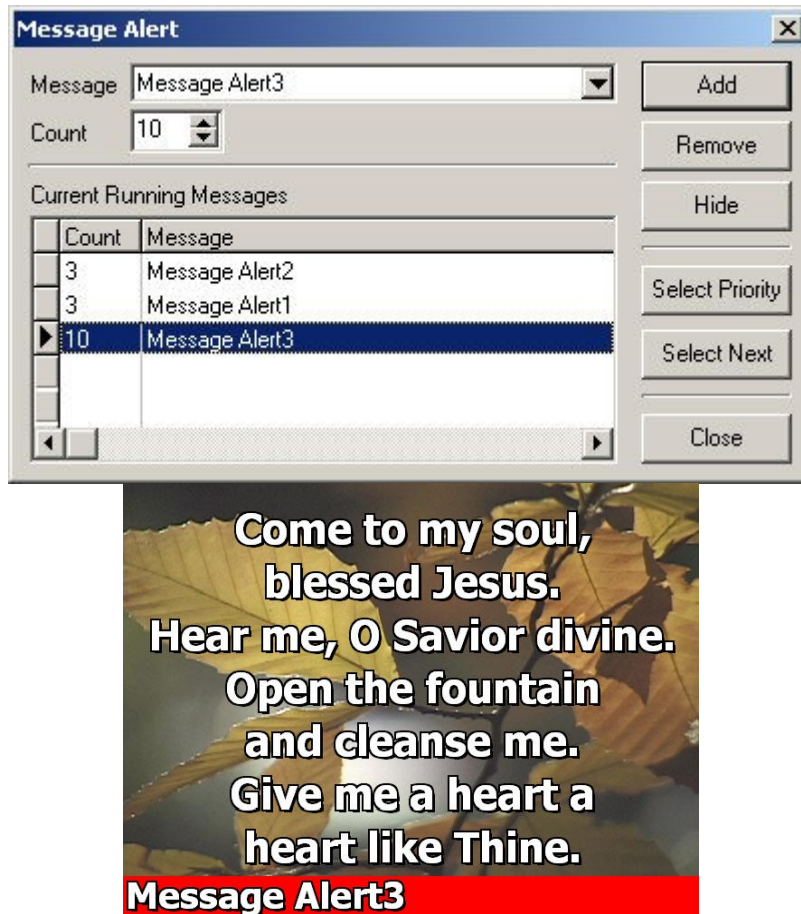 Message Alert
Message Message Alert3
Add
Count 10
Remove
Current Running Messages
Hide
Count Message
3 Message Alert2
Select Priority
3 Message Alert1
10 Message Alert3
Select Next
Close
Come to my soul,
blessed Jesus.
Hear me, O Savior divine.
Open the fountain
and cleanse me.
Give me a heart a
heart like Thine.
Message Alert3